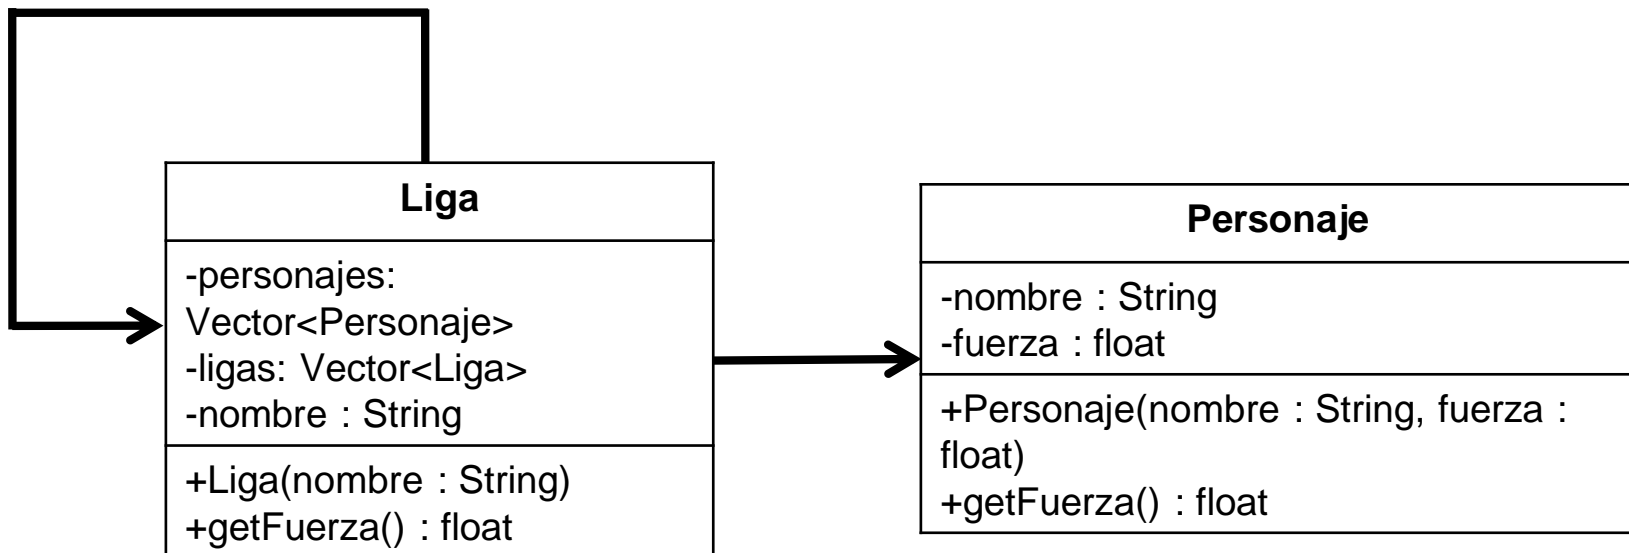 Liga
-personajes:
Vector<Personaje>
-ligas: Vector<Liga>
-nombre : String
+Liga(nombre : String)
+getFuerza() : float
Personaje
-nombre : String
-fuerza : float
+Personaje(nombre : String, fuerza :
float)
+getFuerza() : float